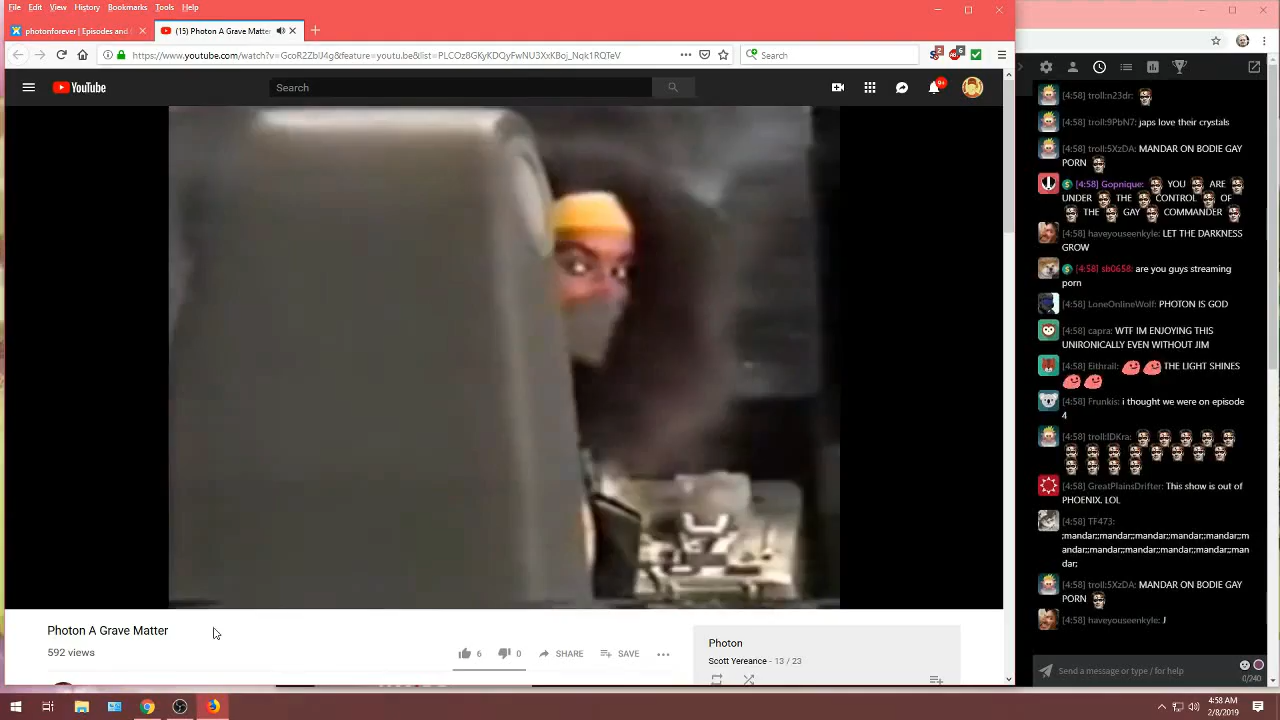 File Edit View History Bookmarks Tools Help
photonforever | Episodes and
(15) Photon A Grave Matter
https://www.youtube.com/watch?v=GcoR2ZbIJ4g&feature=youtu.be&list=PLCOz8GKyKDQyFwNU3XxKBoj_Nqk1RQTeV
Search
YouTube
Search
9+
2
6
Photon A Grave Matter
592 views
6
0
SHARE
SAVE
Photon
Scott Yereance - 13 / 23
[4:58] troll:n23dr:
[4:58] troll:9PbN7: japs love their crystals
[4:58] troll:5XzDA: MANDAR ON BODIE GAY
PORN
[4:58] Gopnique: YOU ARE
UNDER THE CONTROL OF
THE GAY COMMANDER
[4:58] haveyouseenkyle: LET THE DARKNESS
GROW
[4:58] sb0658: are you guys streaming
porn
[4:58] LoneOnlineWolf: PHOTON IS GOD
[4:58] capra: WTF IM ENJOYING THIS
UNIRONICALLY EVEN WITHOUT JIM
[4:58] Eithrail: THE LIGHT SHINES
[4:58] Frunkis: i thought we were on episode
4
[4:58] troll:IDKra:
[4:58] GreatPlainsDrifter: This show is out of
PHOENIX. LOL
[4:58] TF473:
;mandar;;mandar;;mandar;;mandar;;mandar;;m
andar;;mandar;;mandar;;mandar;;mandar;;man
dar;
[4:58] troll:5XzDA: MANDAR ON BODIE GAY
PORN
[4:58] haveyouseenkyle: J
Send a message or type / for help
0/240
4:58 AM
2/8/2019